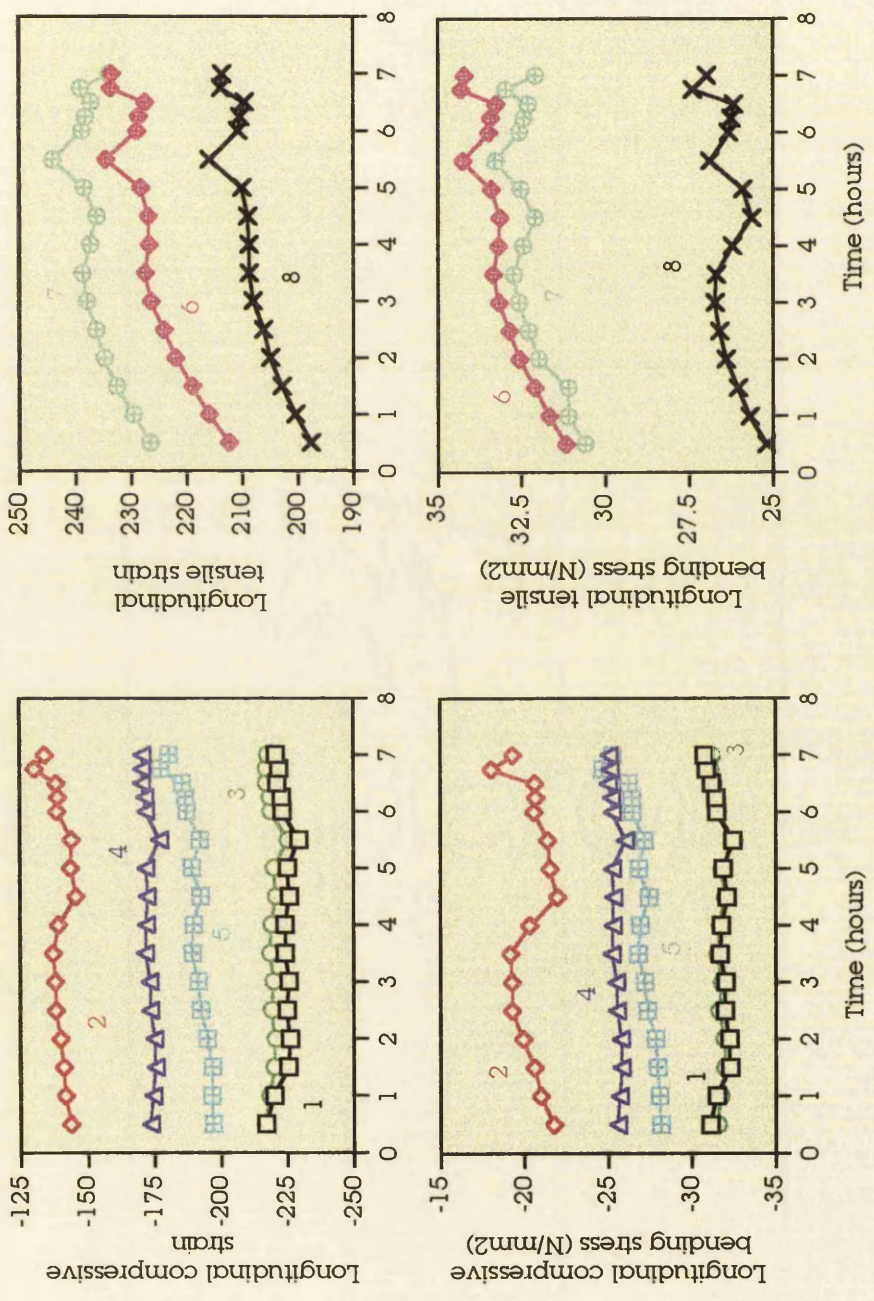 Longitudinal compressive
strain
-125
-150
-175
-200
-225
-250
2
4
5
3
1
0 1 2 3 4 5 6 7 8
Longitudinal
tensile strain
250
240
230
220
210
200
190
7
6
8
0 1 2 3 4 5 6 7 8
Longitudinal compressive
bending stress (N/mm2)
-15
-20
-25
-30
-35
2
4
5
1
3
0 1 2 3 4 5 6 7 8
Time (hours)
Longitudinal tensile
bending stress (N/mm2)
35
32.5
30
27.5
25
6
7
8
0 1 2 3 4 5 6 7 8
Time (hours)